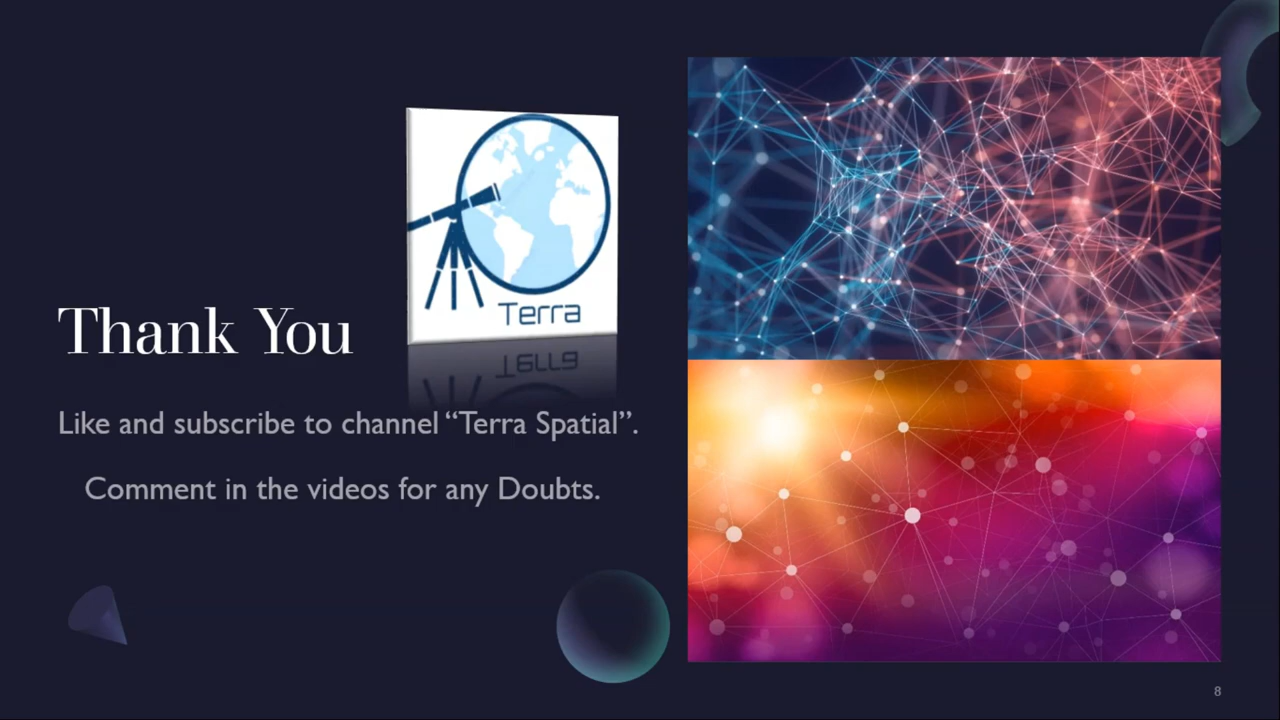 Terra
Thank You
Like and subscribe to channel “Terra Spatial”.
Comment in the videos for any Doubts.
8